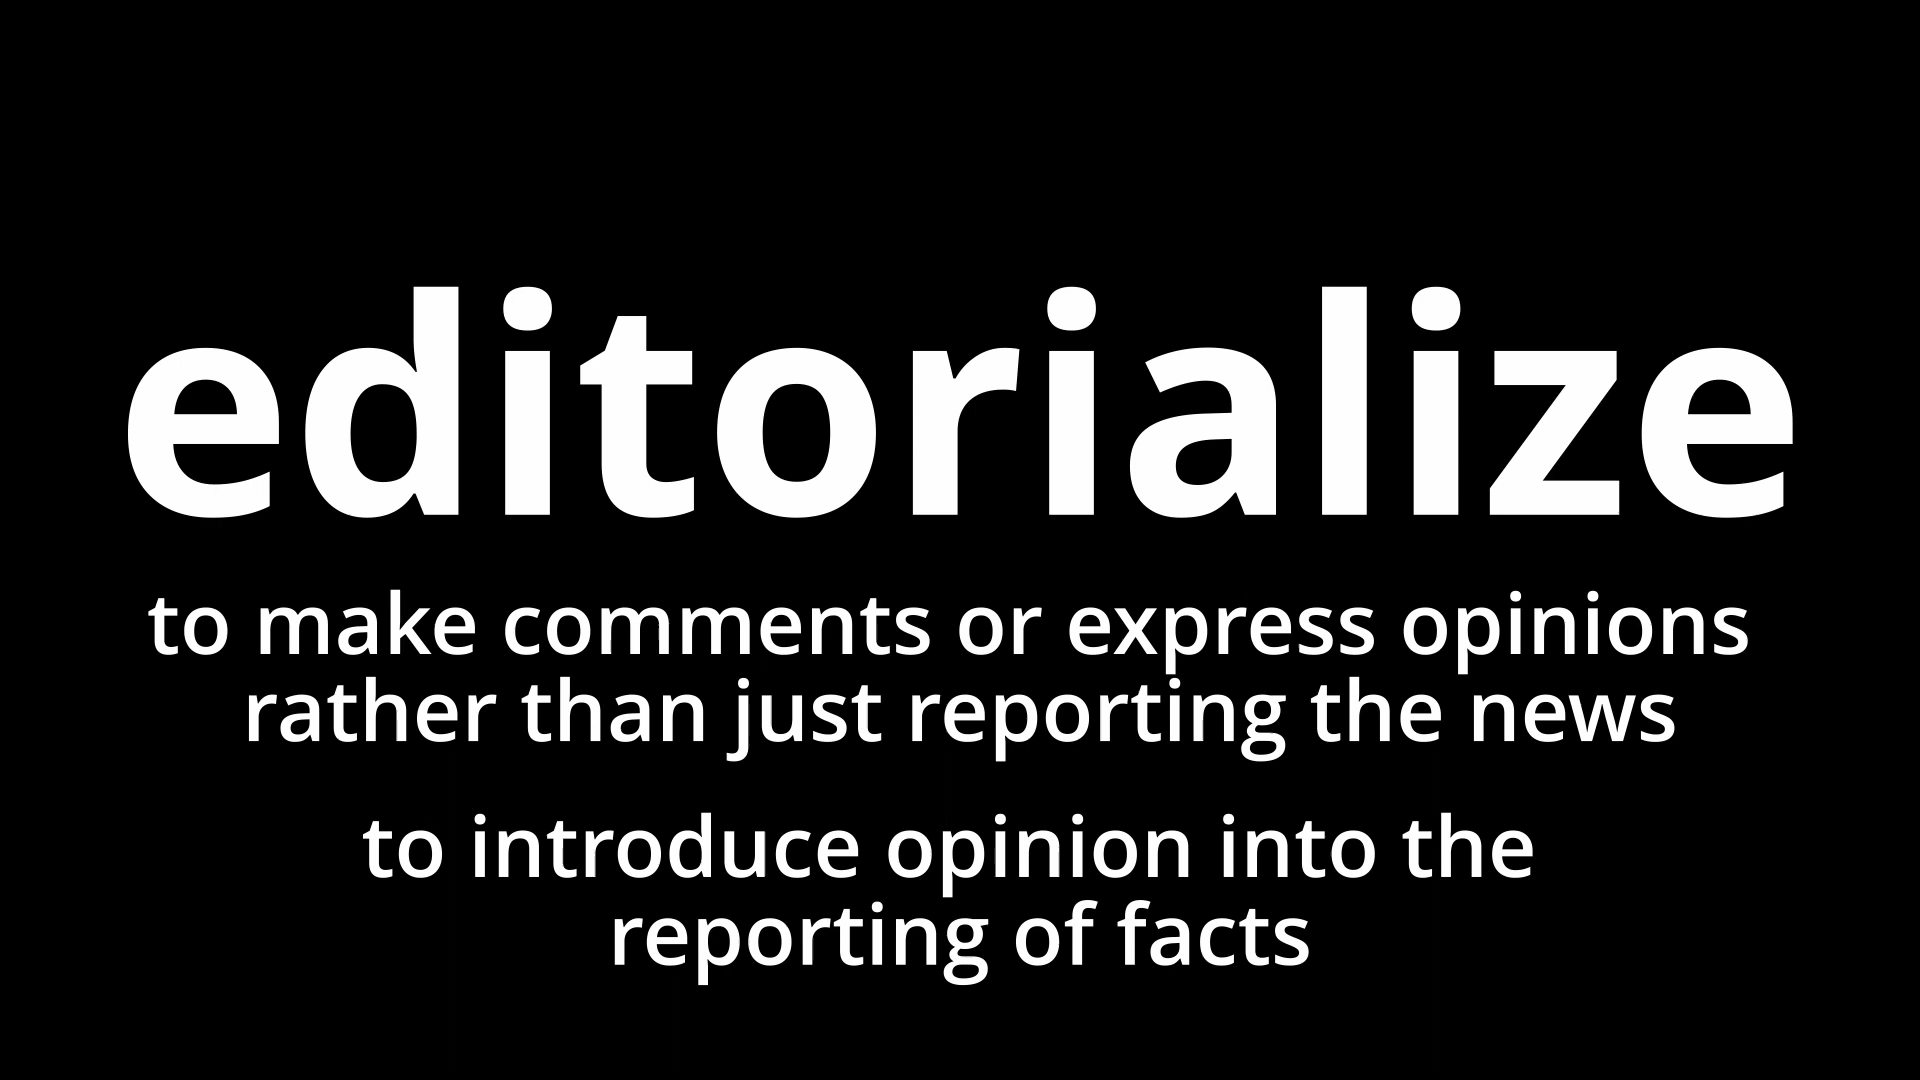 editorialize
to make comments or express opinions
rather than just reporting the news
to introduce opinion into the
reporting of facts